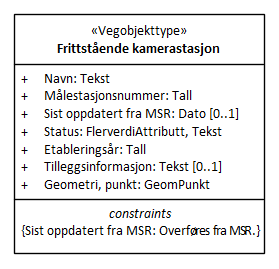 «Vegobjekttype»
Frittstående kamerastasjon
+ Navn: Tekst
+ Målestasjonsnummer: Tall
+ Sist oppdatert fra MSR: Dato [0..1]
+ Status: FlerverdiAttributt, Tekst
+ Etableringsår: Tall
+ Tilleggsinformasjon: Tekst [0..1]
+ Geometri, punkt: GeomPunkt
constraints
{Sist oppdatert fra MSR: Overføres fra MSR.}